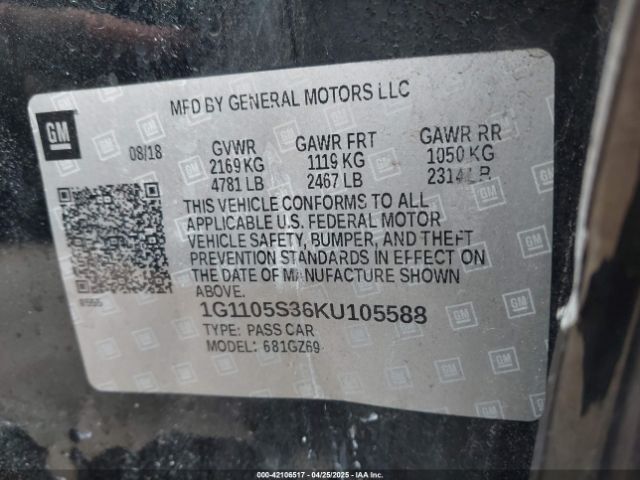 MFD BY GENERAL MOTORS LLC
GM
08/18 GVWR GAWR FRT GAWR RR
2169 KG 1119 KG 1050 KG
4781 LB 2467 LB 2314 LB
THIS VEHICLE CONFORMS TO ALL
APPLICABLE U.S. FEDERAL MOTOR
VEHICLE SAFETY, BUMPER, AND THEFT
PREVENTION STANDARDS IN EFFECT ON
THE DATE OF MANUFACTURE SHOWN
ABOVE.
1G1105S36KU105588
TYPE: PASS CAR
MODEL: 681GZ69
000-42106517 - 04/25/2025 - IAA Inc.